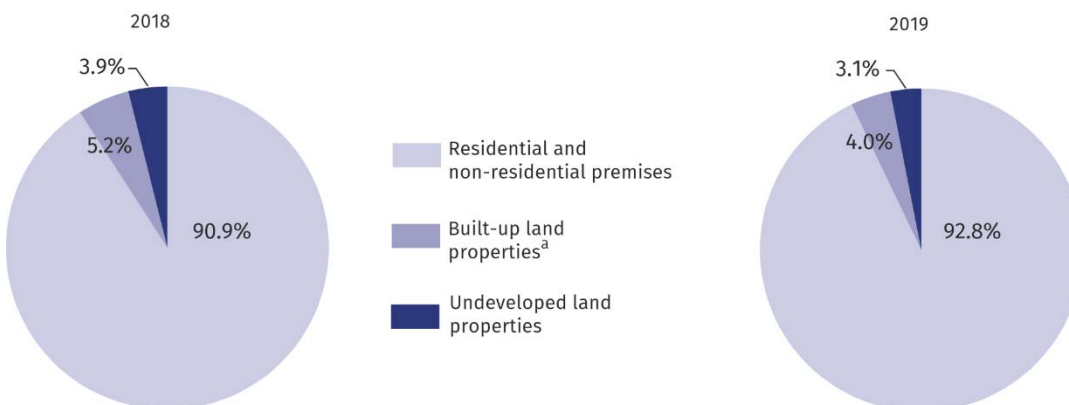 2018
3.9%
5.2%
90.9%
Residential and
non-residential premises
Built-up land
propertiesᵃ
Undeveloped land
properties
2019
3.1%
4.0%
92.8%